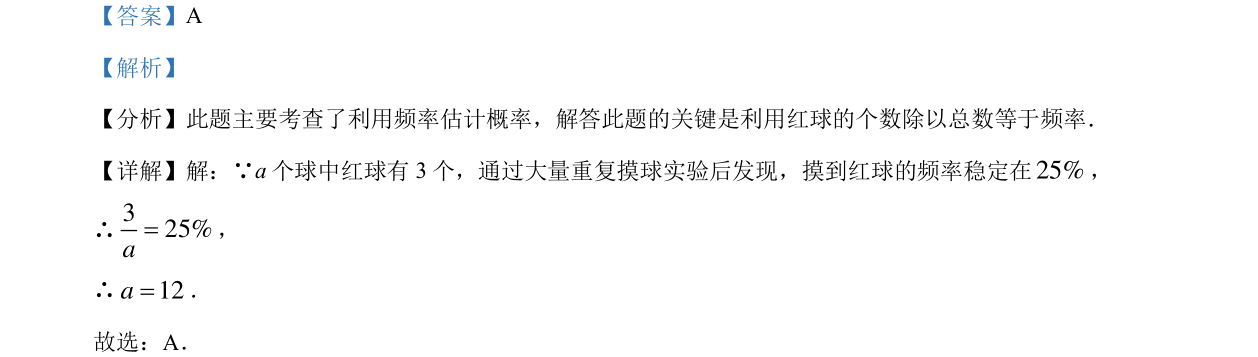 【答案】A
【解析】
【分析】此题主要考查了利用频率估计概率，解答此题的关键是利用红球的个数除以总数等于频率．
【详解】解：∵a 个球中红球有 3 个，通过大量重复摸球实验后发现，摸到红球的频率稳定在 25%，
∴ 3/a = 25%，
∴ a = 12．
故选：A．